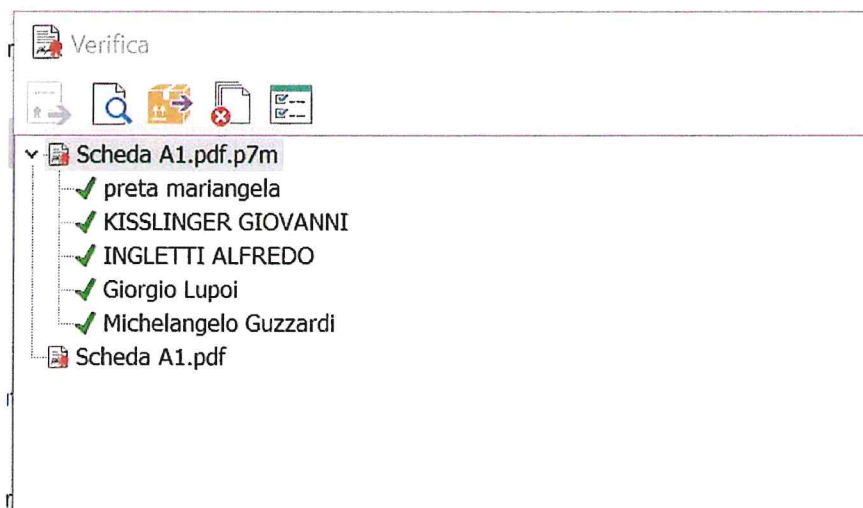 Verifica
Scheda A1.pdf.p7m
preta mariangela
KISSLINGER GIOVANNI
INGLETTI ALFREDO
Giorgio Lupoi
Michelangelo Guzzardi
Scheda A1.pdf